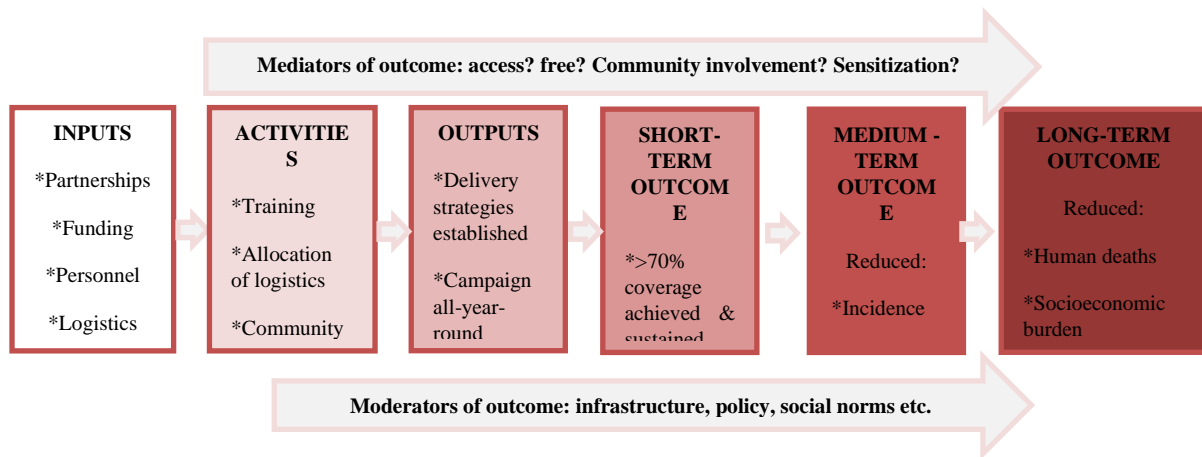 Mediators of outcome: access? free? Community involvement? Sensitization?
INPUTS
*Partnerships
*Funding
*Personnel
*Logistics
ACTIVITIE
S
*Training
*Allocation
of logistics
*Community
OUTPUTS
*Delivery
strategies
established
*Campaign
all-year-
round
SHORT-
TERM
OUTCOM
E
*>70%
coverage
achieved &
sustained
MEDIUM -
TERM
OUTCOM
E
Reduced:
*Incidence
LONG-TERM
OUTCOME
Reduced:
*Human deaths
*Socioeconomic
burden
Moderators of outcome: infrastructure, policy, social norms etc.